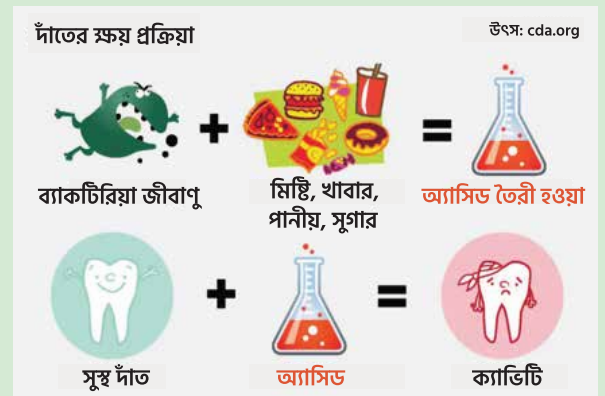 দাঁতের ক্ষয় প্রক্রিয়া
উৎস: cda.org
ব্যাকটিরিয়া জীবাণু
মিষ্টি, খাবার,
পানীয়, সুগার
অ্যাসিড তৈরী হওয়া
সুস্থ দাঁত
অ্যাসিড
ক্যাভিটি